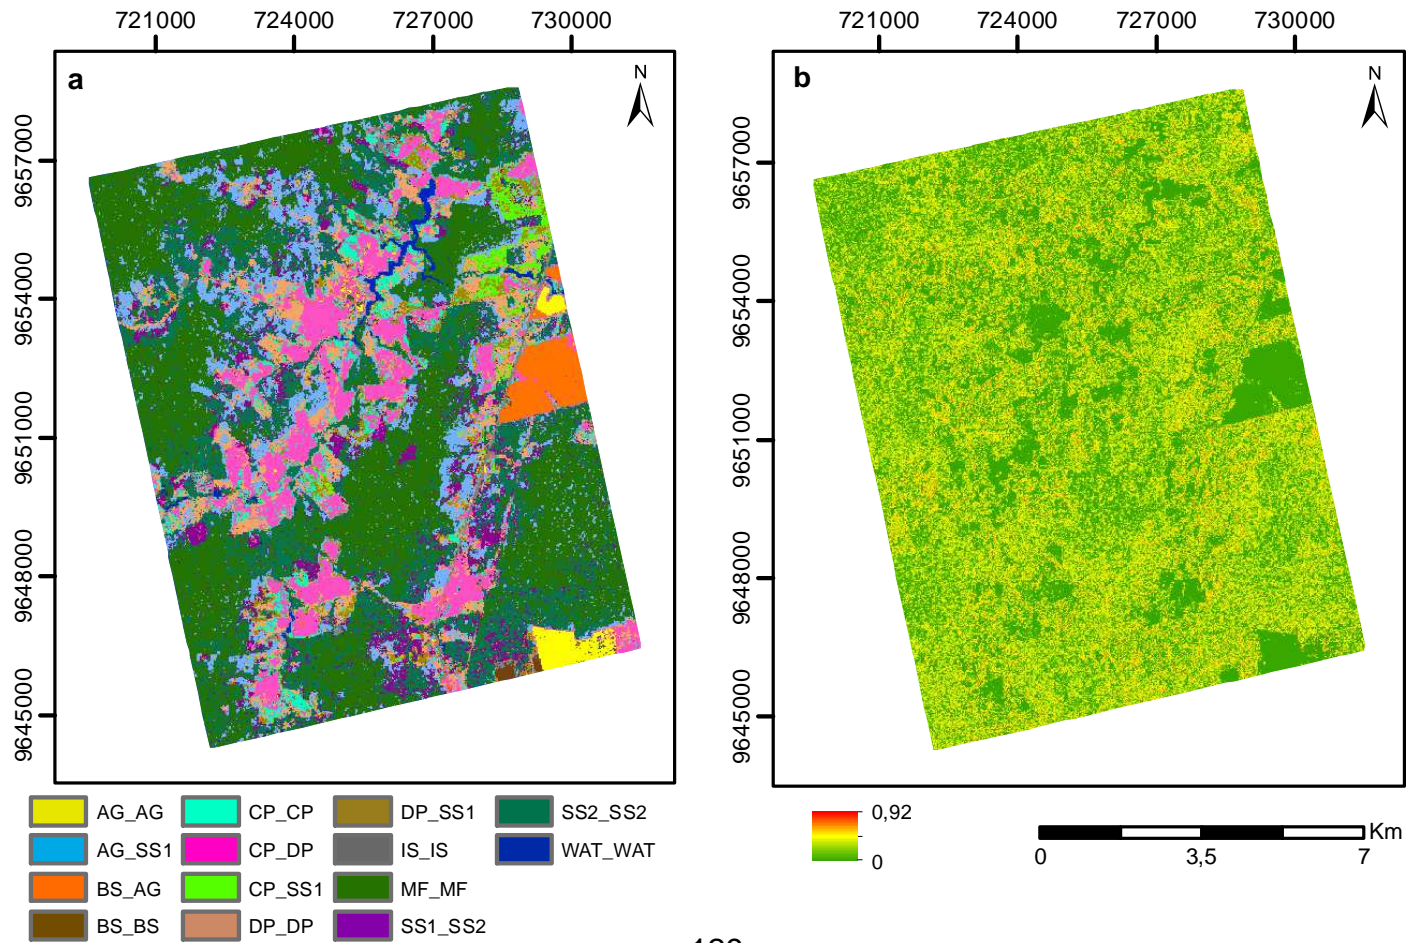 721000 724000 727000 730000
721000 724000 727000 730000
a
N
b
N
9657000
9654000
9651000
9648000
9645000
9657000
9654000
9651000
9648000
9645000
AG_AG CP_CP DP_SS1 SS2_SS2
AG_SS1 CP_DP IS_IS WAT_WAT
BS_AG CP_SS1 MF_MF
BS_BS DP_DP SS1_SS2
0,92
0
Km
0 3,5 7